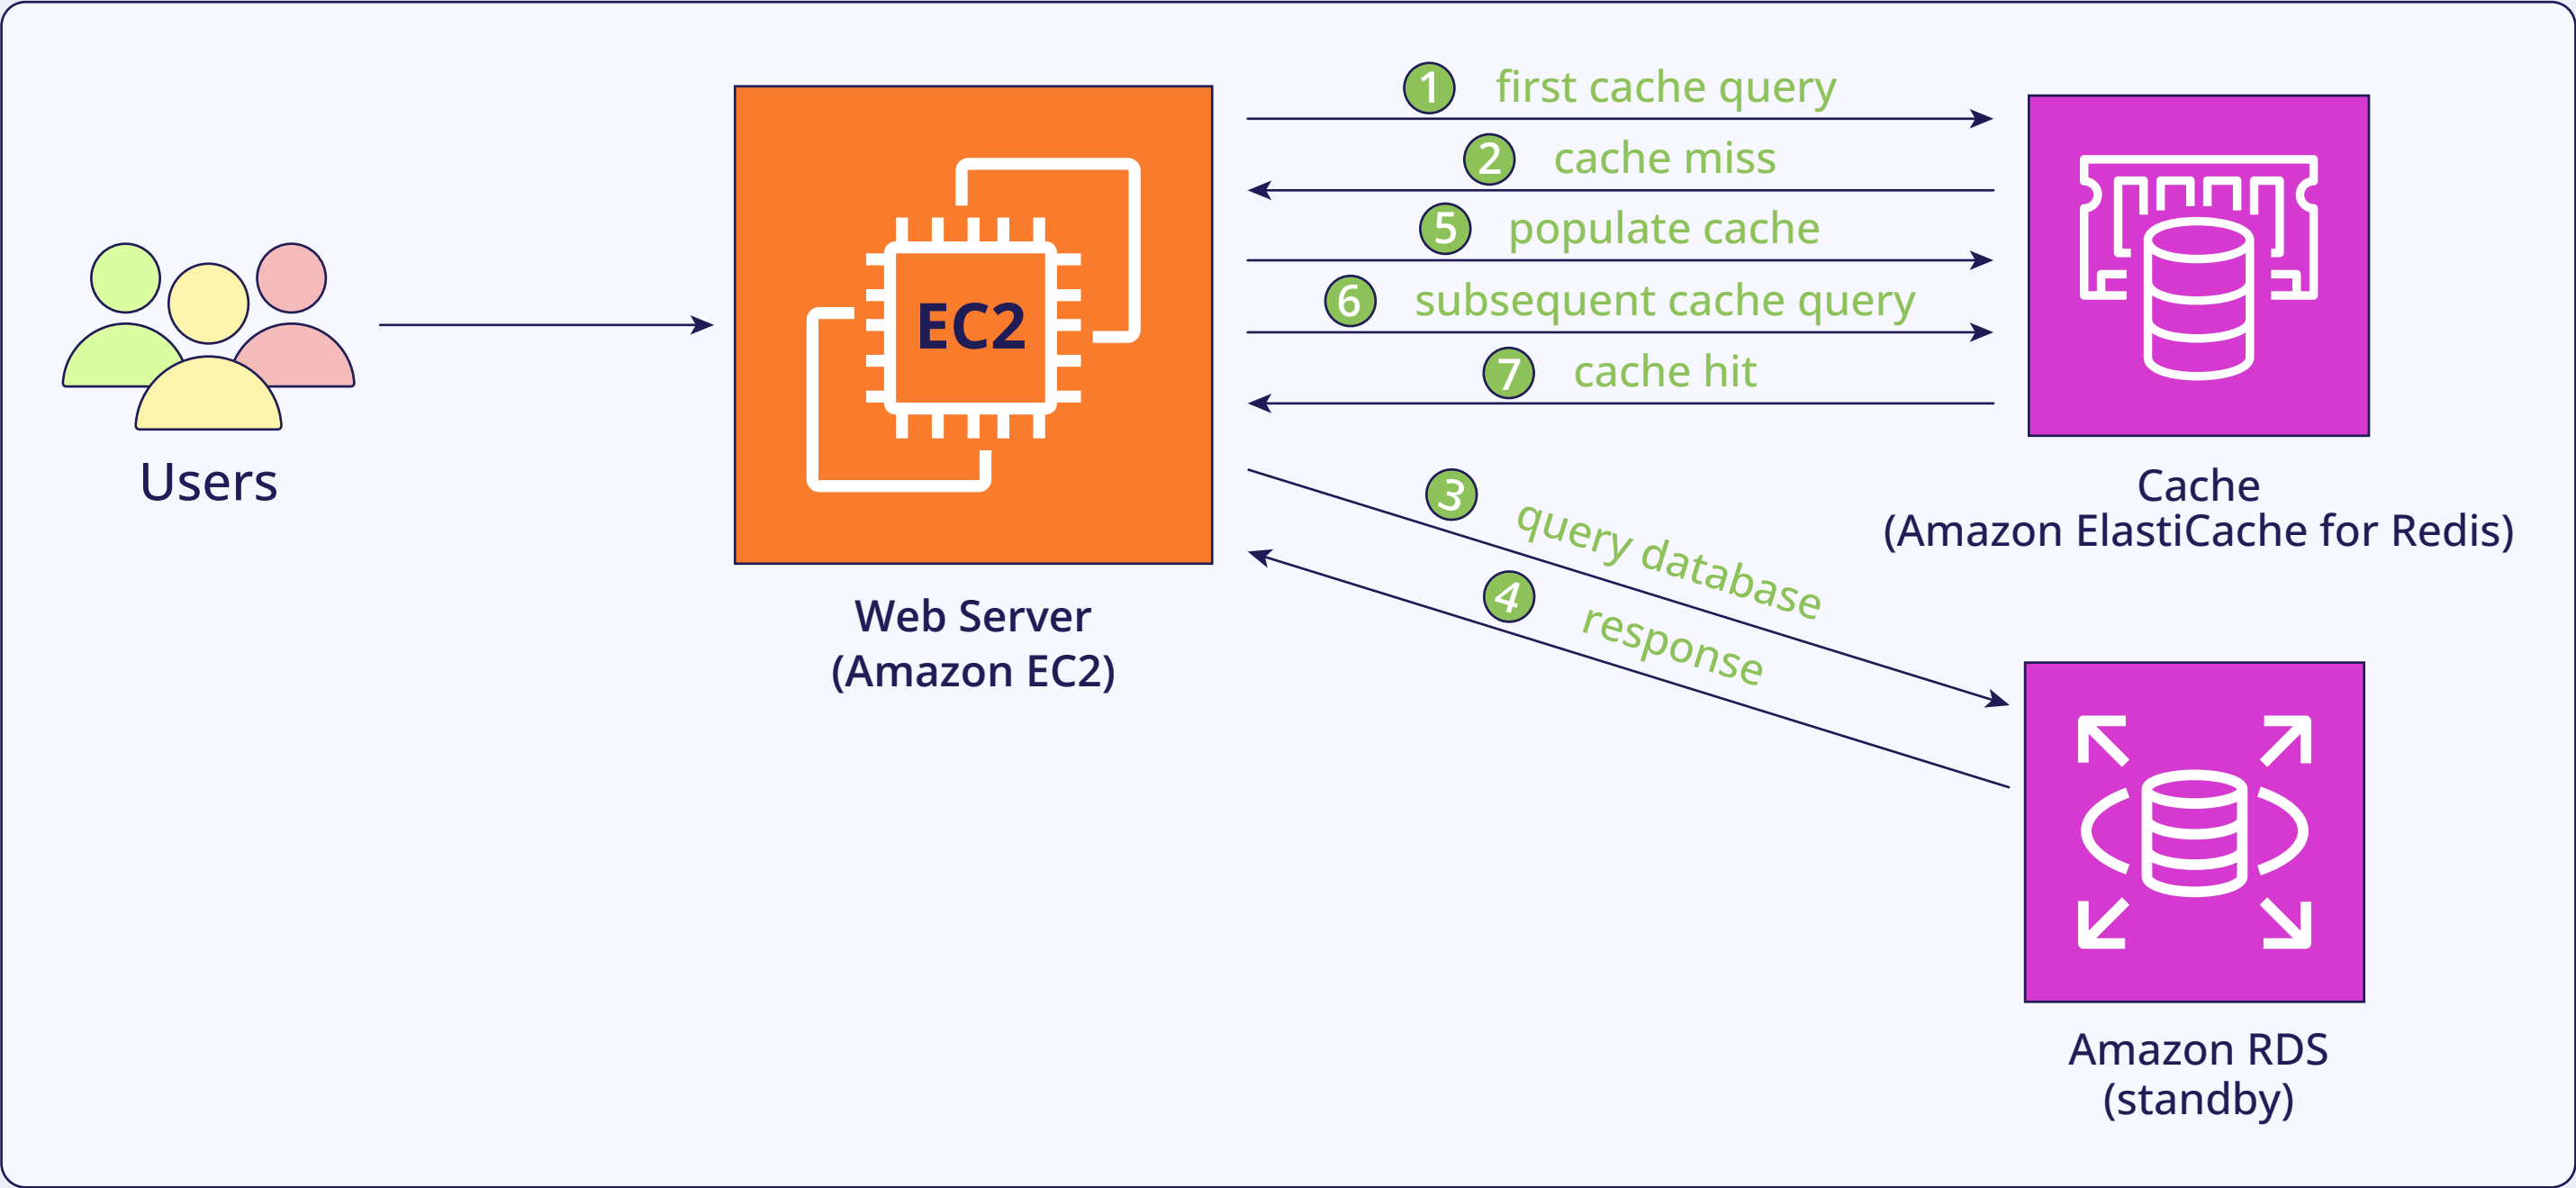 1 first cache query
2 cache miss
5 populate cache
6 subsequent cache query
7 cache hit
EC2
Users
Cache
(Amazon ElastiCache for Redis)
3 query database
4 response
Web Server
(Amazon EC2)
Amazon RDS
(standby)